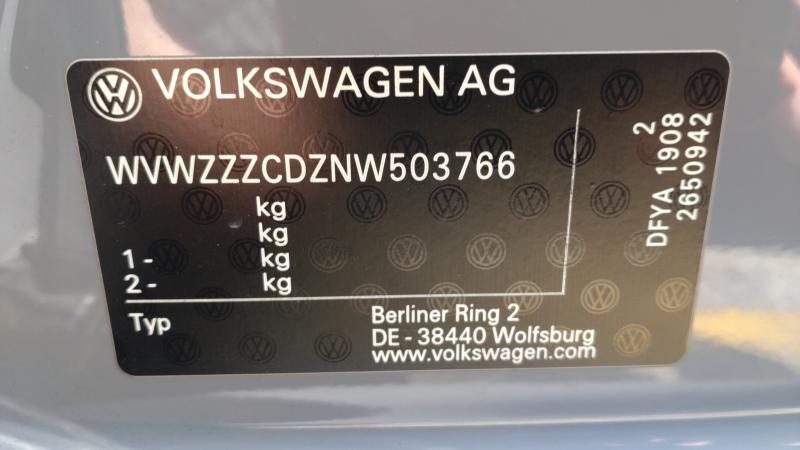 VOLKSWAGEN AG
WVWZZZCDZNW503766
kg
kg
1 - kg
2 - kg
Typ
Berliner Ring 2
DE - 38440 Wolfsburg
www.volkswagen.com
2
DFYA 1908
2650942